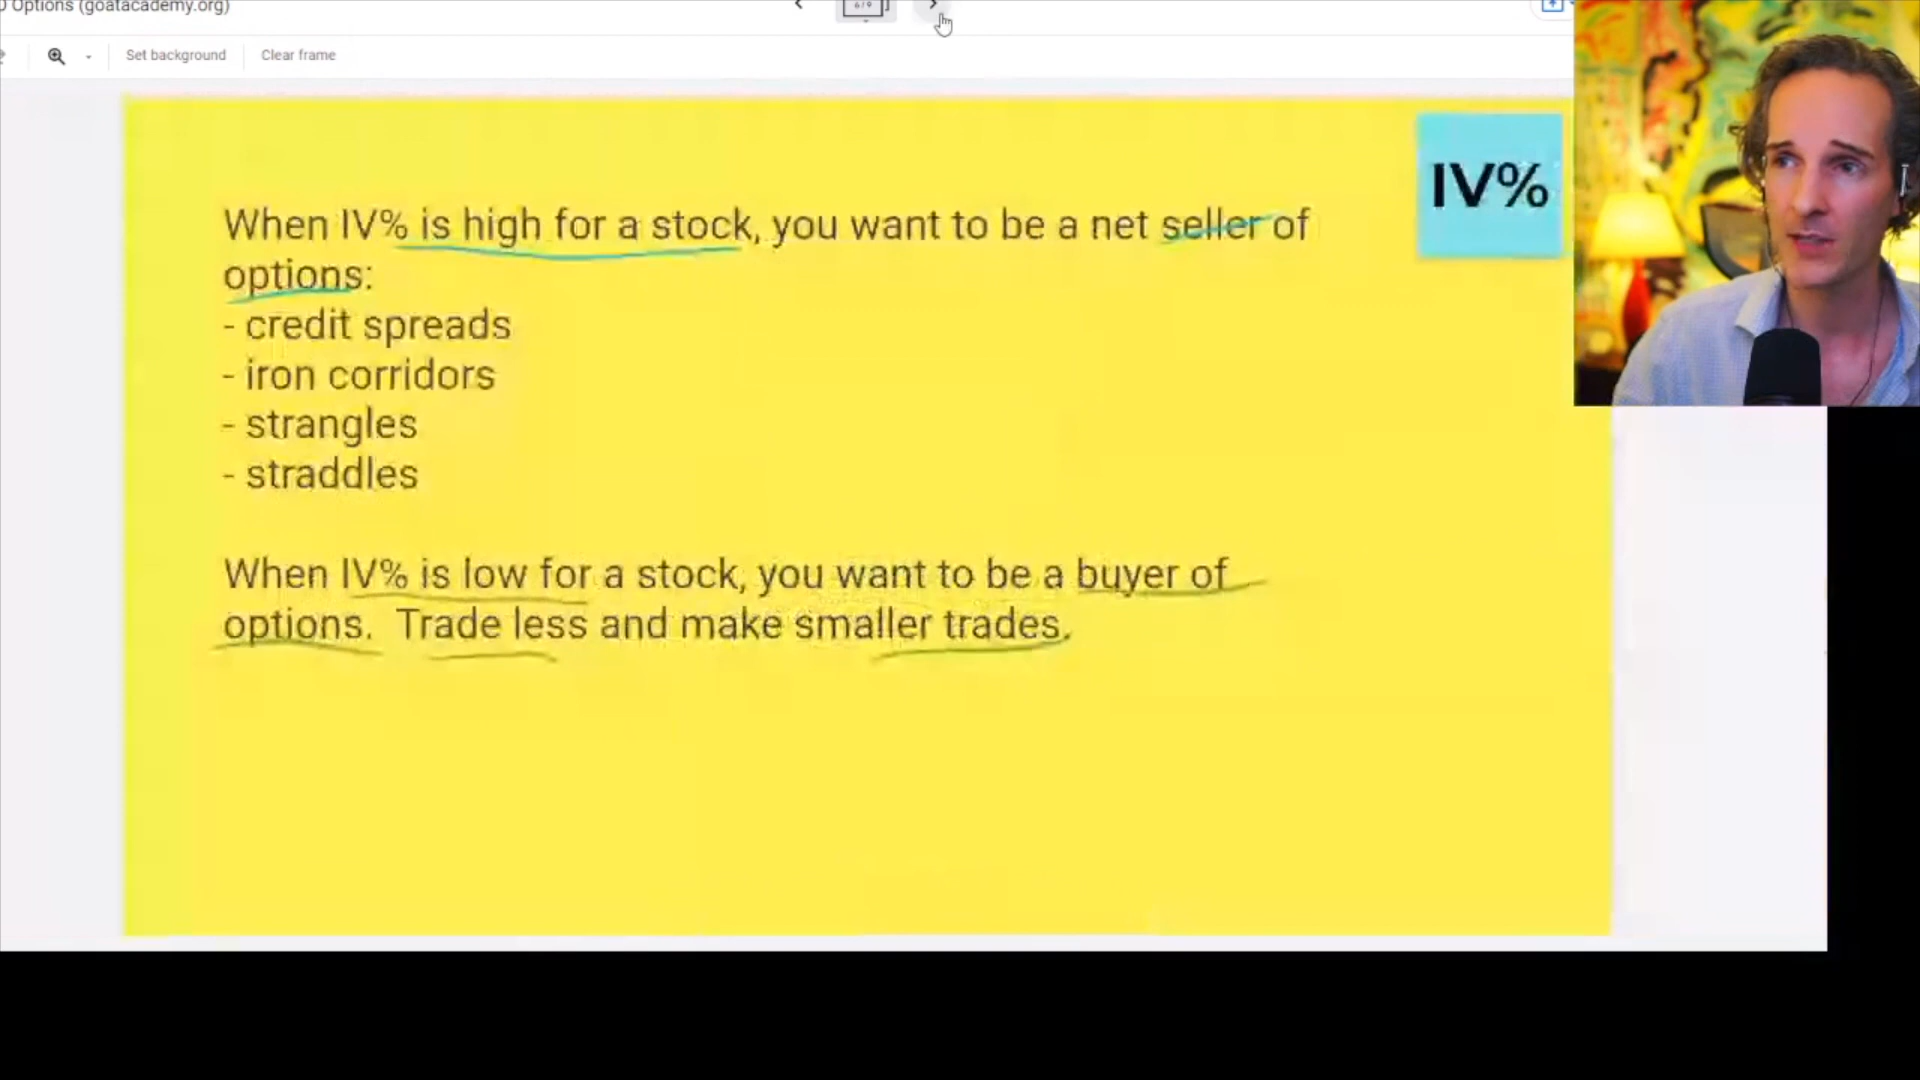 Options (goatacademy.org)
6/9
Set background
Clear frame
IV%
When IV% is high for a stock, you want to be a net seller of
options:
- credit spreads
- iron corridors
- strangles
- straddles
When IV% is low for a stock, you want to be a buyer of
options. Trade less and make smaller trades.